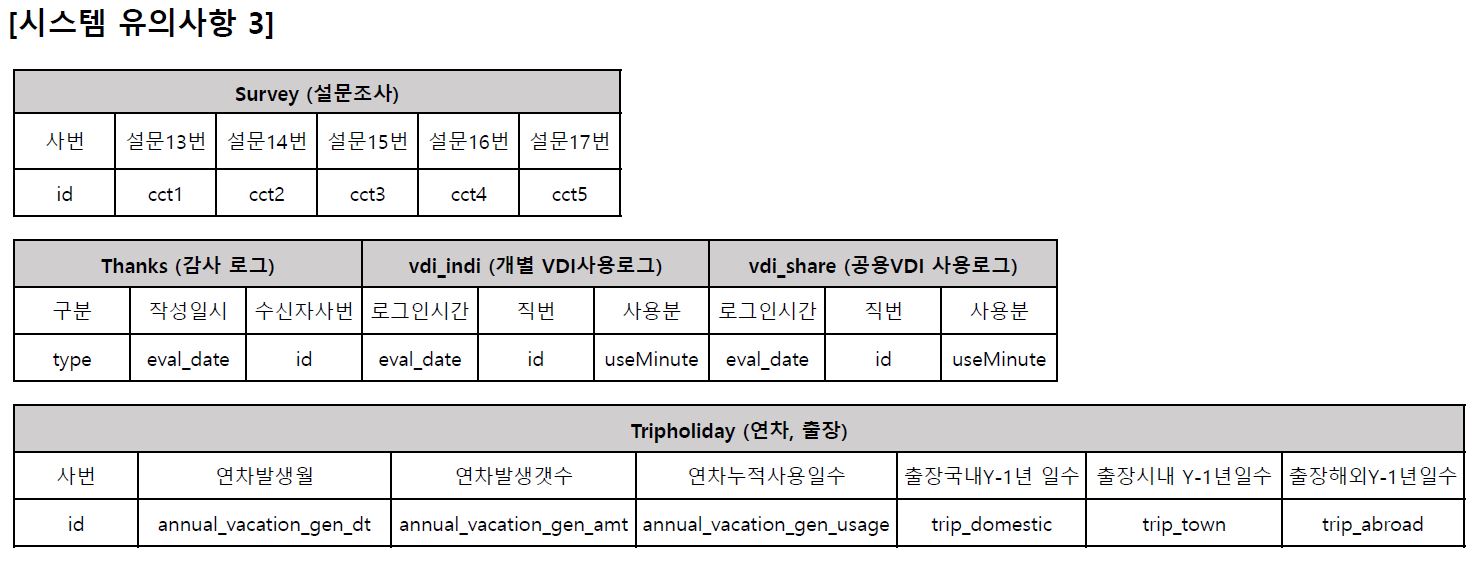 [시스템 유의사항 3]
Survey (설문조사)
사번 설문13번 설문14번 설문15번 설문16번 설문17번
id cct1 cct2 cct3 cct4 cct5
Thanks (감사 로그) vdi_indi (개별 VDI사용로그) vdi_share (공용VDI 사용로그)
구분 작성일시 수신자사번 로그인시간 직번 사용분 로그인시간 직번 사용분
type eval_date id eval_date id useMinute eval_date id useMinute
Tripholiday (연차, 출장)
사번 연차발생월 연차발생갯수 연차누적사용일수 출장국내Y-1년 일수 출장시내 Y-1년일수 출장해외Y-1년일수
id annual_vacation_gen_dt annual_vacation_gen_amt annual_vacation_gen_usage trip_domestic trip_town trip_abroad